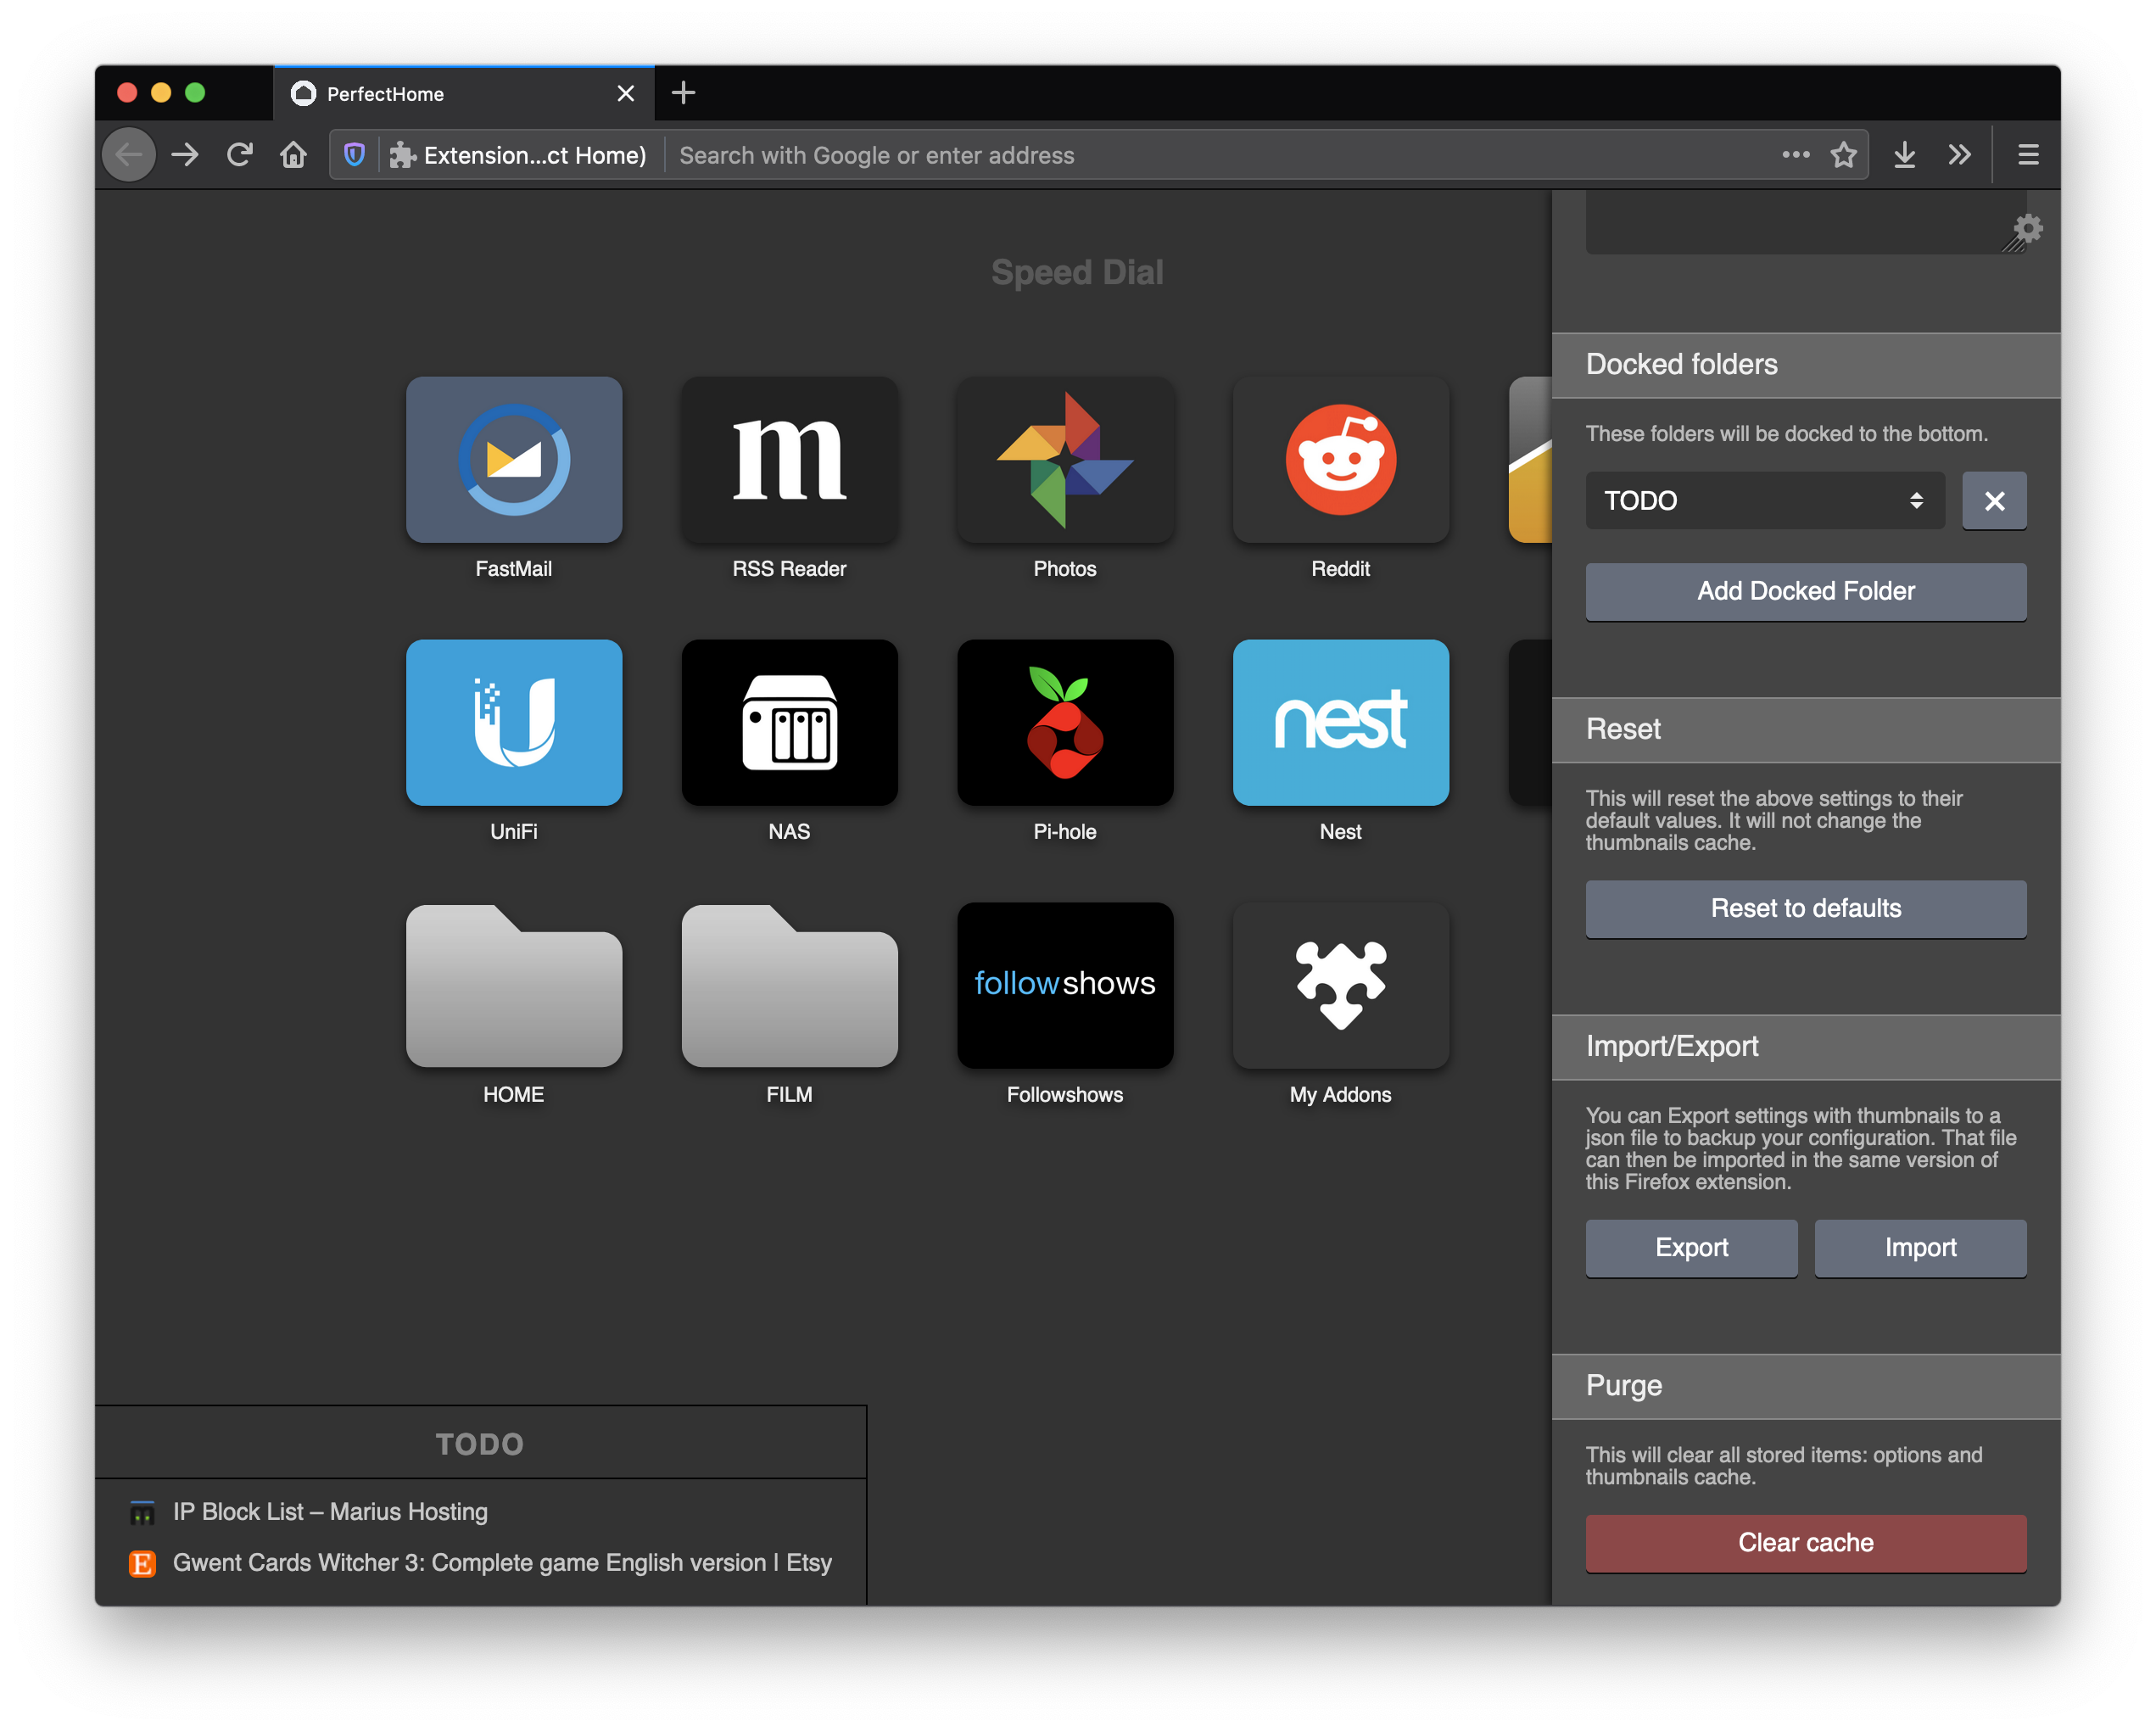 PerfectHome
Extension...ct Home)
Search with Google or enter address
Speed Dial
m
FastMail
RSS Reader
Photos
Reddit
nest
UniFi
NAS
Pi-hole
Nest
followshows
HOME
FILM
Followshows
My Addons
TODO
IP Block List – Marius Hosting
E
Gwent Cards Witcher 3: Complete game English version | Etsy
Docked folders
These folders will be docked to the bottom.
TODO
Add Docked Folder
Reset
This will reset the above settings to their
default values. It will not change the
thumbnails cache.
Reset to defaults
Import/Export
You can Export settings with thumbnails to a
json file to backup your configuration. That file
can then be imported in the same version of
this Firefox extension.
Export
Import
Purge
This will clear all stored items: options and
thumbnails cache.
Clear cache